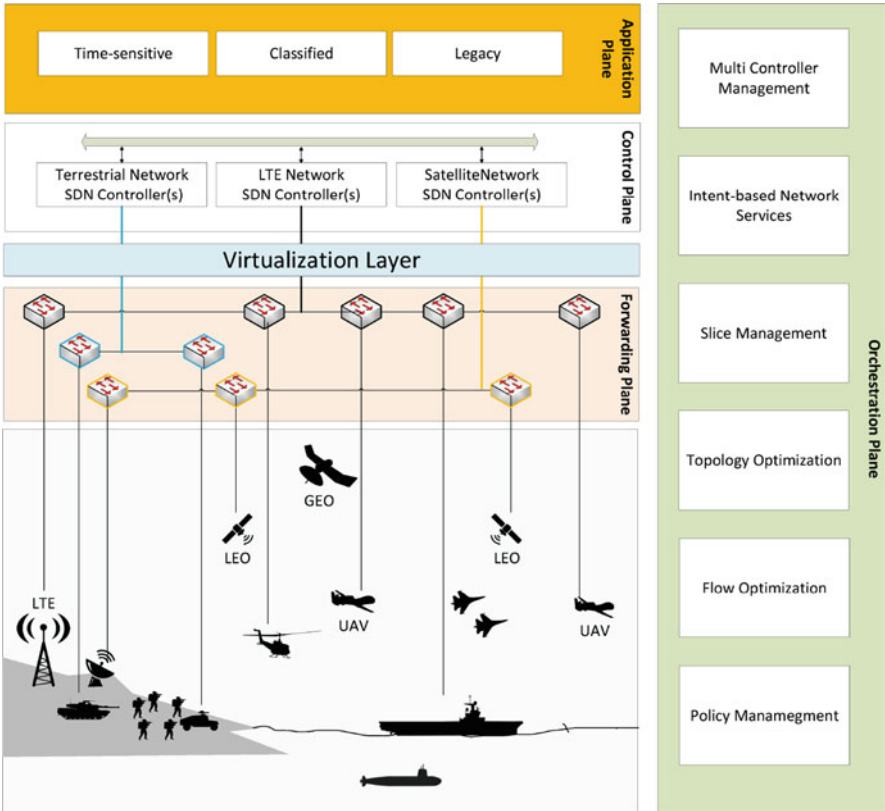 Time-sensitive
Classified
Legacy
Application
Plane
Terrestrial Network
SDN Controller(s)
LTE Network
SDN Controller(s)
SatelliteNetwork
SDN Controller(s)
Control Plane
Virtualization Layer
Forwarding Plane
GEO
LEO
LEO
LTE
UAV
UAV
Multi Controller
Management
Intent-based Network
Services
Slice Management
Topology Optimization
Flow Optimization
Policy Manamegment
Orchestration Plane